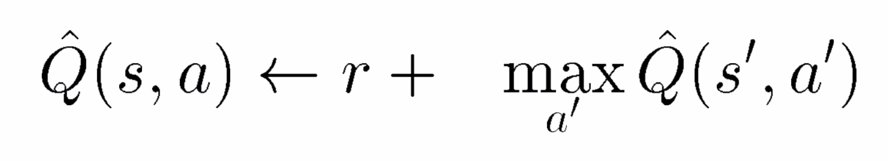 Q̂(s, a) ← r + max_{a′} Q̂(s′, a′)